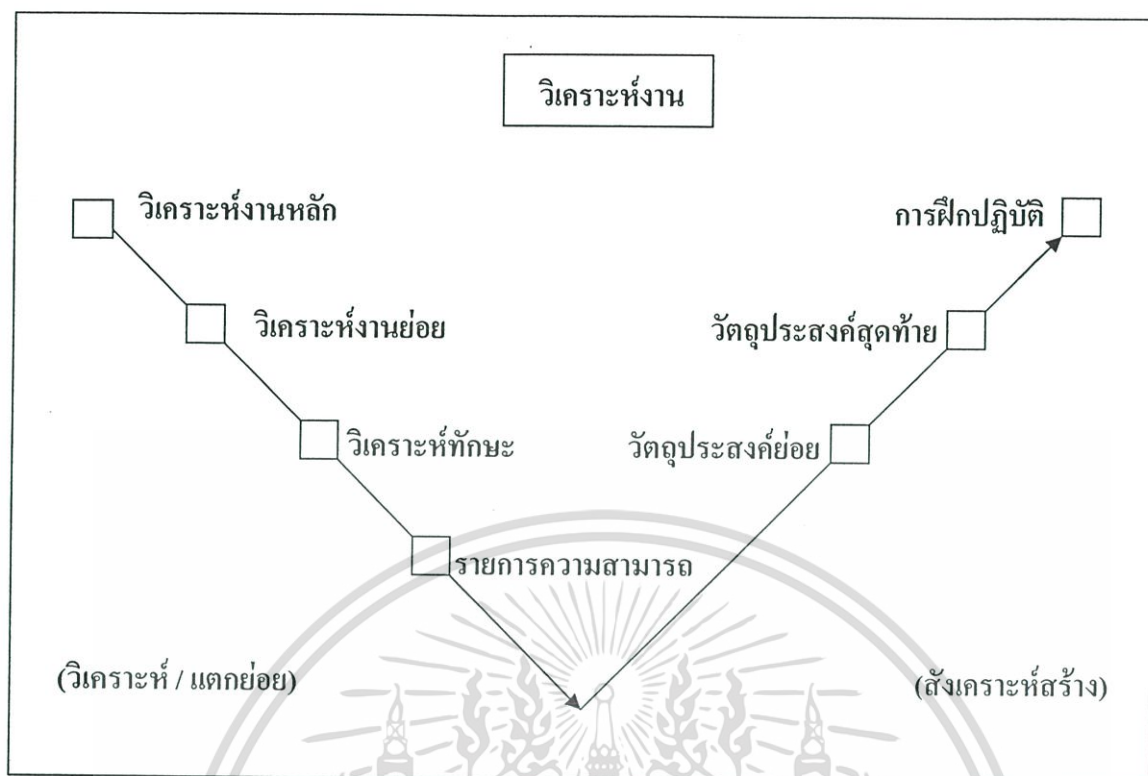 วิเคราะห์งาน
วิเคราะห์งานหลัก
การฝึกปฏิบัติ
วิเคราะห์งานย่อย
วัตถุประสงค์สุดท้าย
วิเคราะห์ทักษะ
วัตถุประสงค์ย่อย
รายการความสามารถ
(วิเคราะห์ / แตกย่อย)
(สังเคราะห์สร้าง)